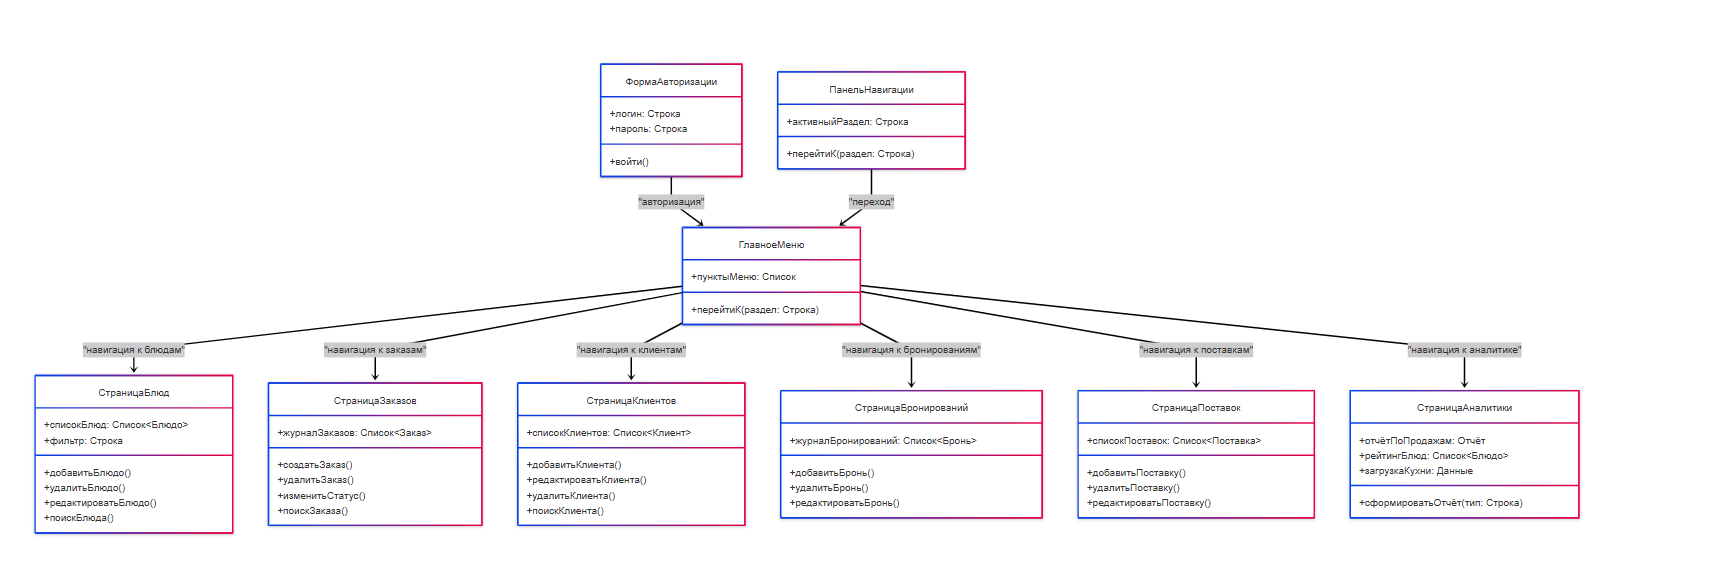 ФормаАвторизации
+логин: Строка
+пароль: Строка
+войти()
ПанельНавигации
+активныйРаздел: Строка
+перейтиК(раздел: Строка)
"авторизация"
"переход"
ГлавноеМеню
+пунктыМеню: Список
+перейтиК(раздел: Строка)
"навигация к блюдам"
"навигация к заказам"
"навигация к клиентам"
"навигация к бронированиям"
"навигация к поставкам"
"навигация к аналитике"
СтраницаБлюд
+списокБлюд: Список<Блюдо>
+фильтр: Строка
+добавитьБлюдо()
+удалитьБлюдо()
+редактироватьБлюдо()
+поискБлюда()
СтраницаЗаказов
+журналЗаказов: Список<Заказ>
+создатьЗаказ()
+удалитьЗаказ()
+изменитьСтатус()
+поискЗаказа()
СтраницаКлиентов
+списокКлиентов: Список<Клиент>
+добавитьКлиента()
+редактироватьКлиента()
+удалитьКлиента()
+поискКлиента()
СтраницаБронирований
+журналБронирований: Список<Бронь>
+добавитьБронь()
+удалитьБронь()
+редактироватьБронь()
СтраницаПоставок
+списокПоставок: Список<Поставка>
+добавитьПоставку()
+удалитьПоставку()
+редактироватьПоставку()
СтраницаАналитики
+отчётПоПродажам: Отчёт
+рейтингБлюд: Список<Блюдо>
+загрузкаКухни: Данные
+сформироватьОтчёт(тип: Строка)